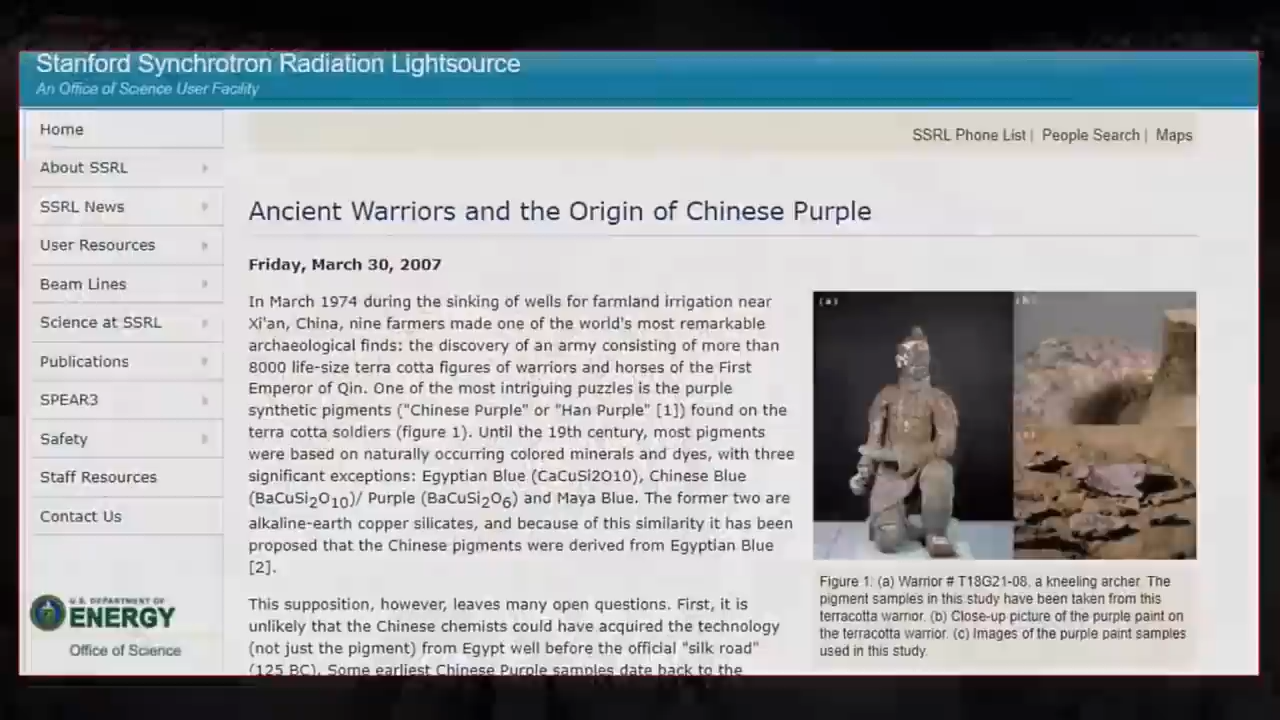 Stanford Synchrotron Radiation Lightsource
An Office of Science User Facility
Home
About SSRL
SSRL News
User Resources
Beam Lines
Science at SSRL
Publications
SPEAR3
Safety
Staff Resources
Contact Us
U.S. DEPARTMENT OF
ENERGY
Office of Science
SSRL Phone List | People Search | Maps
Ancient Warriors and the Origin of Chinese Purple
Friday, March 30, 2007
In March 1974 during the sinking of wells for farmland irrigation near
Xi'an, China, nine farmers made one of the world's most remarkable
archaeological finds: the discovery of an army consisting of more than
8000 life-size terra cotta figures of warriors and horses of the First
Emperor of Qin. One of the most intriguing puzzles is the purple
synthetic pigments ("Chinese Purple" or "Han Purple" [1]) found on the
terra cotta soldiers (figure 1). Until the 19th century, most pigments
were based on naturally occurring colored minerals and dyes, with three
significant exceptions: Egyptian Blue (CaCuSi2O10), Chinese Blue
(BaCuSi₂O₁₀)/ Purple (BaCuSi₂O₆) and Maya Blue. The former two are
alkaline-earth copper silicates, and because of this similarity it has been
proposed that the Chinese pigments were derived from Egyptian Blue
[2].
This supposition, however, leaves many open questions. First, it is
unlikely that the Chinese chemists could have acquired the technology
(not just the pigment) from Egypt well before the official "silk road"
(125 BC). Some earliest Chinese Purple samples date back to the
(a)
(b)
(c)
Figure 1. (a) Warrior # T18G21-08, a kneeling archer. The
pigment samples in this study have been taken from this
terracotta warrior. (b) Close-up picture of the purple paint on
the terracotta warrior. (c) Images of the purple paint samples
used in this study.